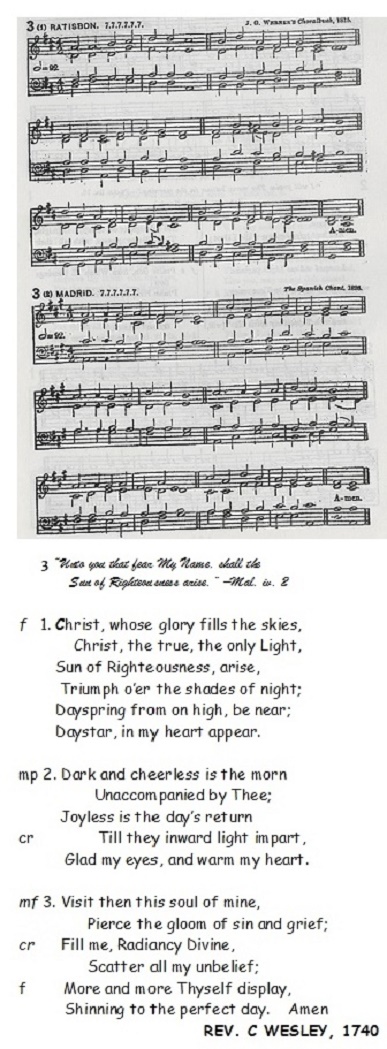 3 (1) RATISBON. 7.7.7.7.7.7.
J. G. WERNER'S Choralbuch, 1815.
A-men.
3 (2) MADRID. 7.7.7.7.7.7.
The Spanish Chant, 1826.
A-men.
3 "Unto you that fear My Name, shall the
Sun of Righteousness arise." —Mal. iv. 2
f 1. Christ, whose glory fills the skies,
Christ, the true, the only Light,
Sun of Righteousness, arise,
Triumph o'er the shades of night;
Dayspring from on high, be near;
Daystar, in my heart appear.
mp 2. Dark and cheerless is the morn
Unaccompanied by Thee;
Joyless is the day's return
cr Till they inward light impart,
Glad my eyes, and warm my heart.
mf 3. Visit then this soul of mine,
Pierce the gloom of sin and grief;
cr Fill me, Radiancy Divine,
Scatter all my unbelief;
f More and more Thyself display,
Shinning to the perfect day. Amen
REV. C WESLEY, 1740